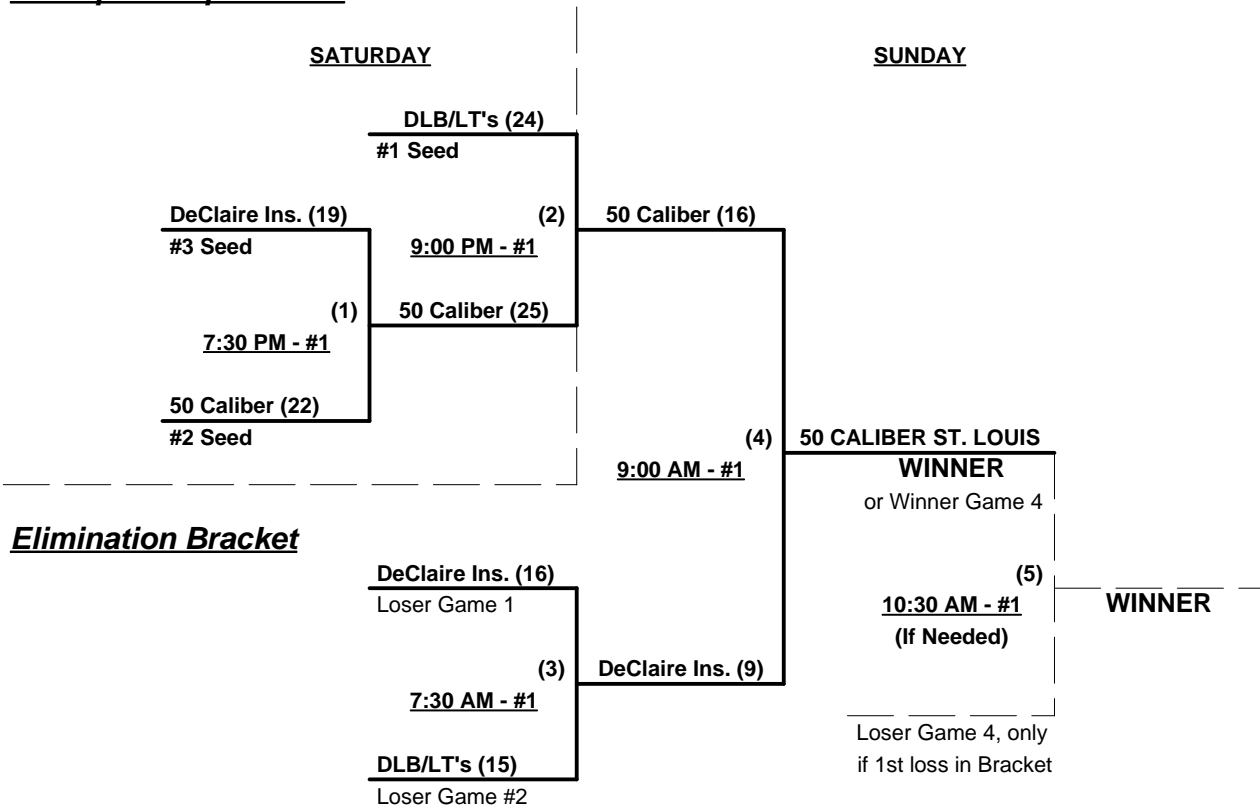 SATURDAY
SUNDAY
DLB/LT's (24)
#1 Seed
DeClaire Ins. (19)
(2)
50 Caliber (16)
#3 Seed
9:00 PM - #1
(1)
50 Caliber (25)
7:30 PM - #1
50 Caliber (22)
#2 Seed
(4)
50 CALIBER ST. LOUIS
9:00 AM - #1
WINNER
or Winner Game 4
Elimination Bracket
DeClaire Ins. (16)
(5)
Loser Game 1
10:30 AM - #1
WINNER
(If Needed)
(3)
DeClaire Ins. (9)
7:30 AM - #1
Loser Game 4, only
if 1st loss in Bracket
DLB/LT's (15)
Loser Game #2